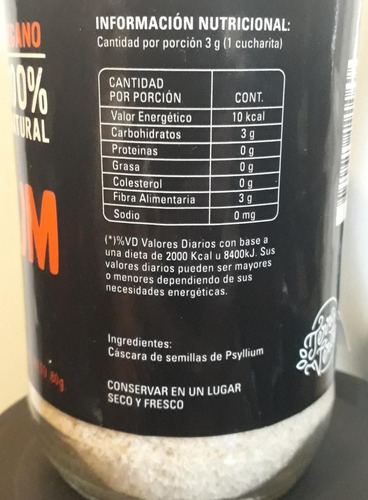 INFORMACIÓN NUTRICIONAL:
Cantidad por porción 3 g (1 cucharita)
CANTIDAD
POR PORCIÓN CONT.
Valor Energético 10 kcal
Carbohidratos 3 g
Proteinas 0 g
Grasa 0 g
Colesterol 0 g
Fibra Alimentaria 3 g
Sodio 0 mg
(*)%VD Valores Diarios con base a
una dieta de 2000 Kcal u 8400kJ. Sus
valores diarios pueden ser mayores
o menores dependiendo de sus
necesidades energéticas.
Ingredientes:
Cáscara de semillas de Psyllium
CONSERVAR EN UN LUGAR
SECO Y FRESCO
80g